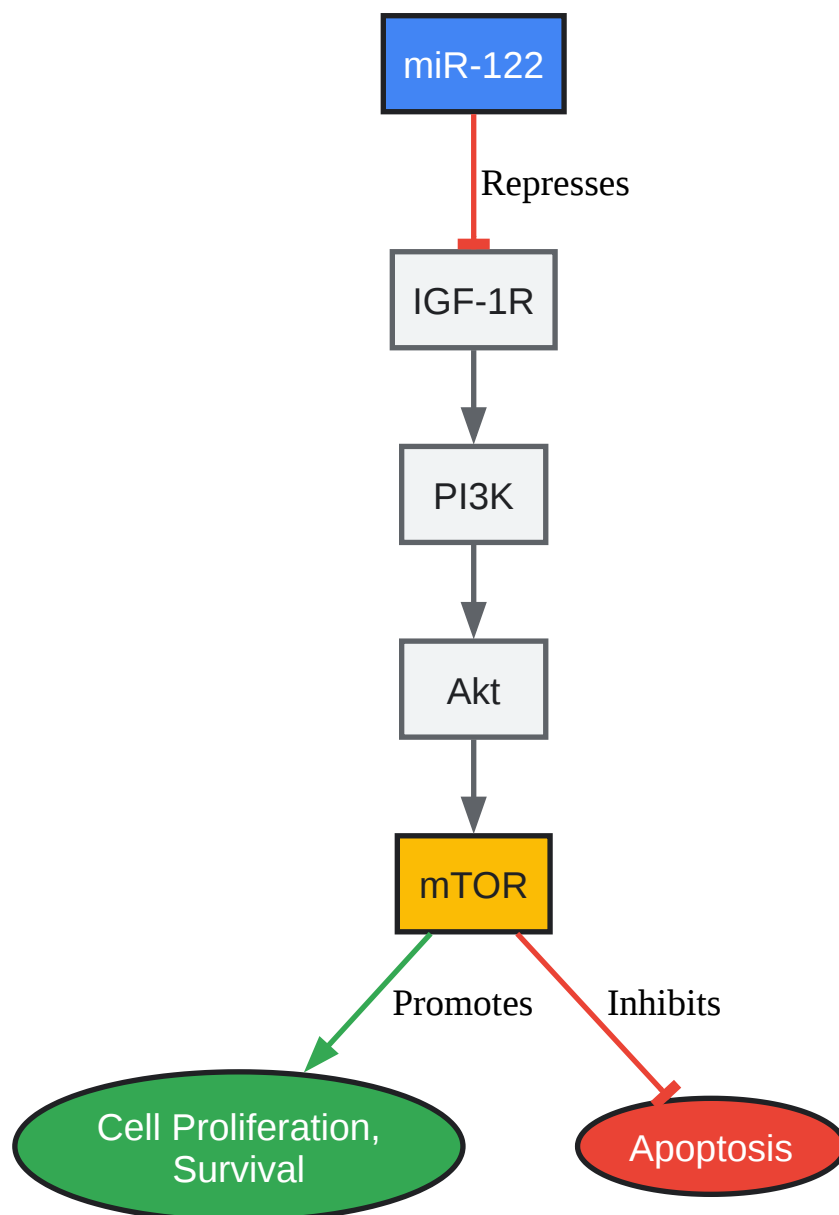 miR-122
Represses
IGF-1R
PI3K
Akt
mTOR
Promotes
Inhibits
Cell Proliferation,
Survival
Apoptosis